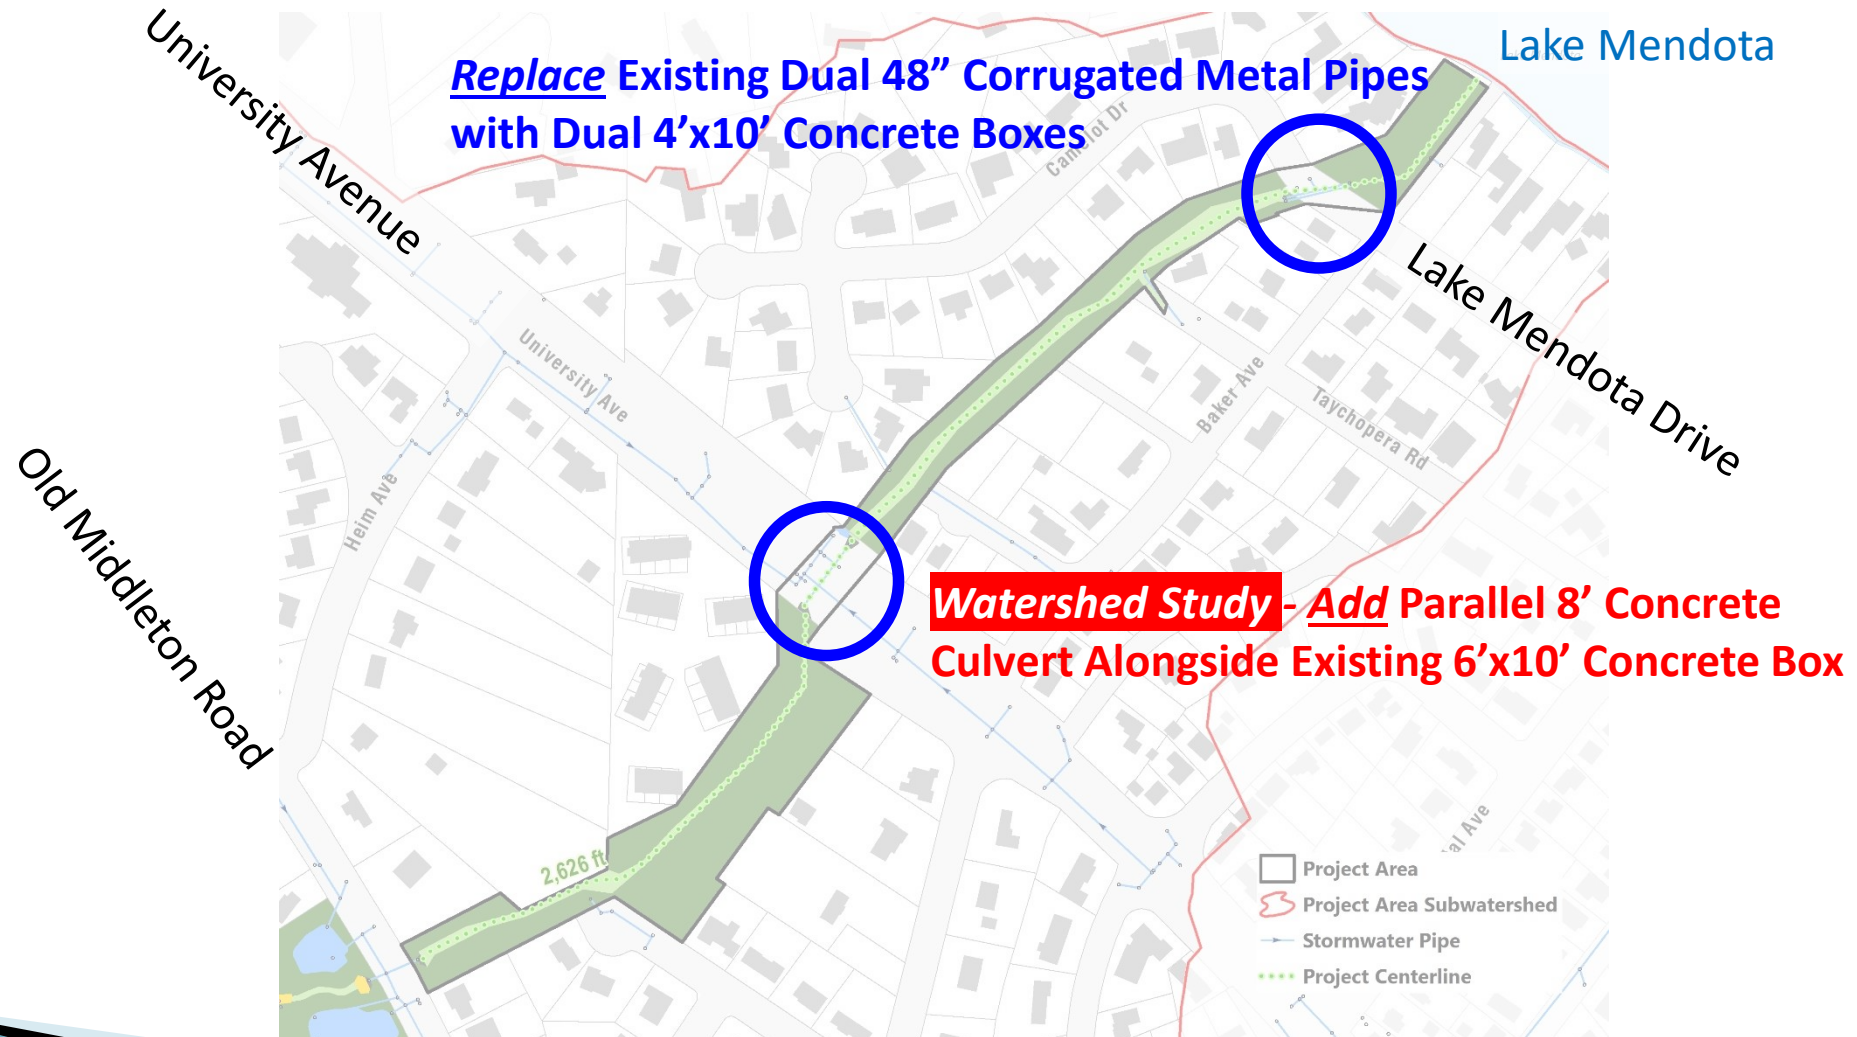 University Avenue
Lake Mendota
Replace Existing Dual 48” Corrugated Metal Pipes
with Dual 4’x10’ Concrete Boxes
Camelot Dr
Lake Mendota Drive
University Ave
Baker Ave
Taychopera Rd
Old Middleton Road
Heim Ave
Watershed Study - Add Parallel 8’ Concrete
Culvert Alongside Existing 6’x10’ Concrete Box
2,626 ft
Ave
Project Area
Project Area Subwatershed
Stormwater Pipe
Project Centerline